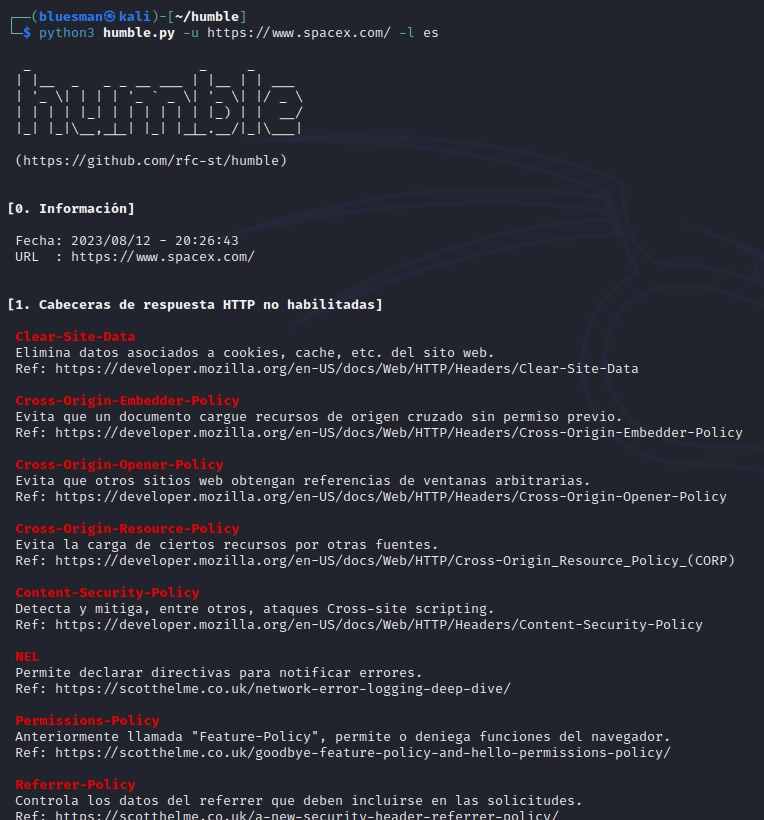 (bluesman㉿kali)-[~/humble]
$ python3 humble.py -u https://www.spacex.com/ -l es
humble
(https://github.com/rfc-st/humble)
[0. Información]
Fecha: 2023/08/12 - 20:26:43
URL  : https://www.spacex.com/
[1. Cabeceras de respuesta HTTP no habilitadas]
Clear-Site-Data
Elimina datos asociados a cookies, cache, etc. del sito web.
Ref: https://developer.mozilla.org/en-US/docs/Web/HTTP/Headers/Clear-Site-Data
Cross-Origin-Embedder-Policy
Evita que un documento cargue recursos de origen cruzado sin permiso previo.
Ref: https://developer.mozilla.org/en-US/docs/Web/HTTP/Headers/Cross-Origin-Embedder-Policy
Cross-Origin-Opener-Policy
Evita que otros sitios web obtengan referencias de ventanas arbitrarias.
Ref: https://developer.mozilla.org/en-US/docs/Web/HTTP/Headers/Cross-Origin-Opener-Policy
Cross-Origin-Resource-Policy
Evita la carga de ciertos recursos por otras fuentes.
Ref: https://developer.mozilla.org/en-US/docs/Web/HTTP/Cross-Origin_Resource_Policy_(CORP)
Content-Security-Policy
Detecta y mitiga, entre otros, ataques Cross-site scripting.
Ref: https://developer.mozilla.org/en-US/docs/Web/HTTP/Headers/Content-Security-Policy
NEL
Permite declarar directivas para notificar errores.
Ref: https://scotthelme.co.uk/network-error-logging-deep-dive/
Permissions-Policy
Anteriormente llamada "Feature-Policy", permite o deniega funciones del navegador.
Ref: https://scotthelme.co.uk/goodbye-feature-policy-and-hello-permissions-policy/
Referrer-Policy
Controla los datos del referrer que deben incluirse en las solicitudes.
Ref: https://scotthelme.co.uk/a-new-security-header-referrer-policy/